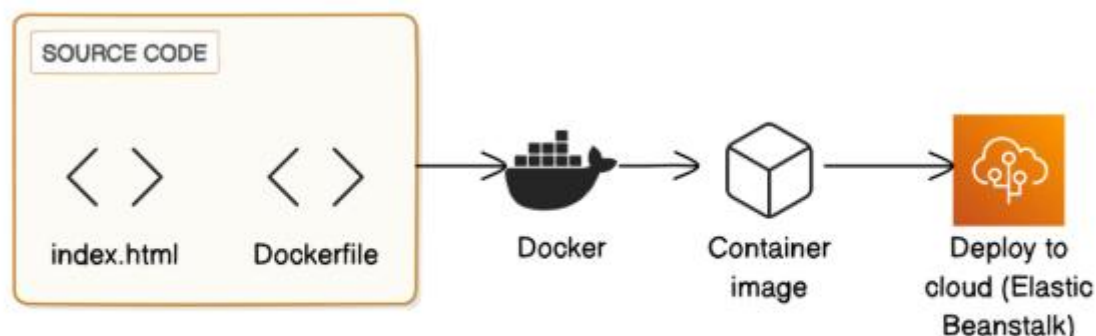 SOURCE CODE
index.html
Dockerfile
Docker
Container
image
Deploy to
cloud (Elastic
Beanstalk)